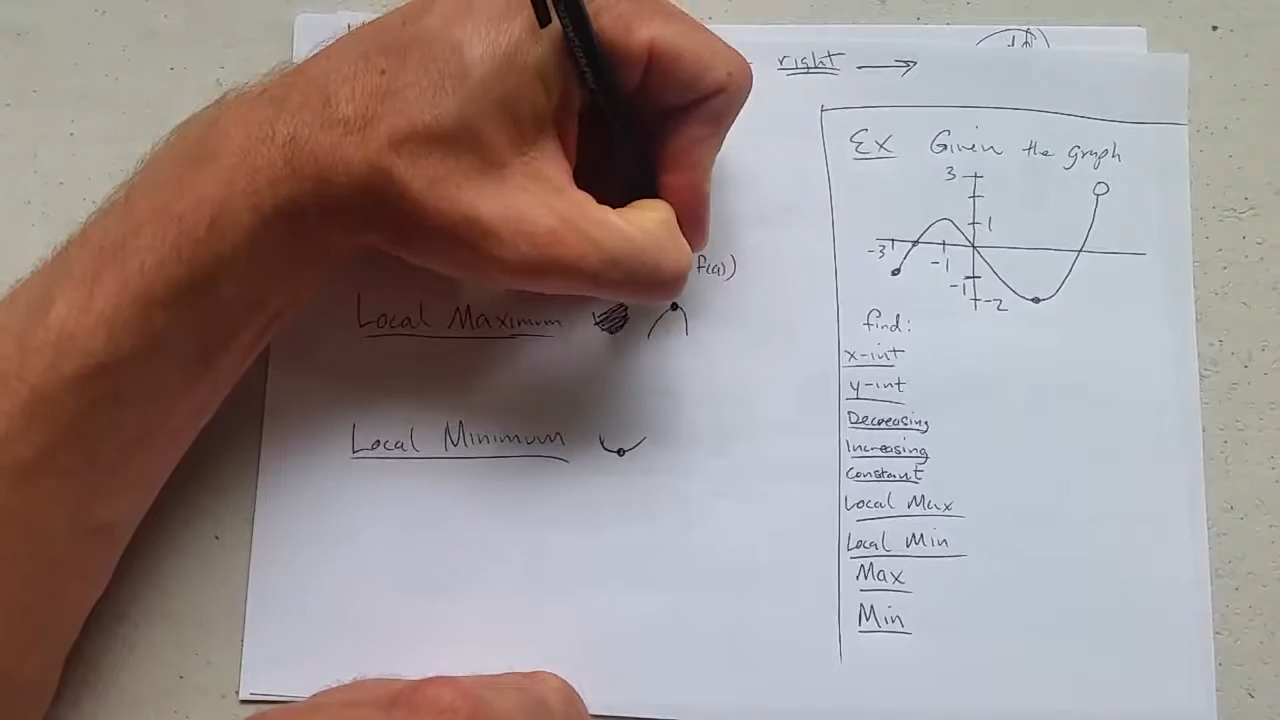 right →
EX Given the graph
3
1
-3
-1
-1
-2
f(a))
Local Maximum
Local Minimum
find:
x-int
y-int
Decreasing
Increasing
Constant
Local Max
Local Min
Max
Min